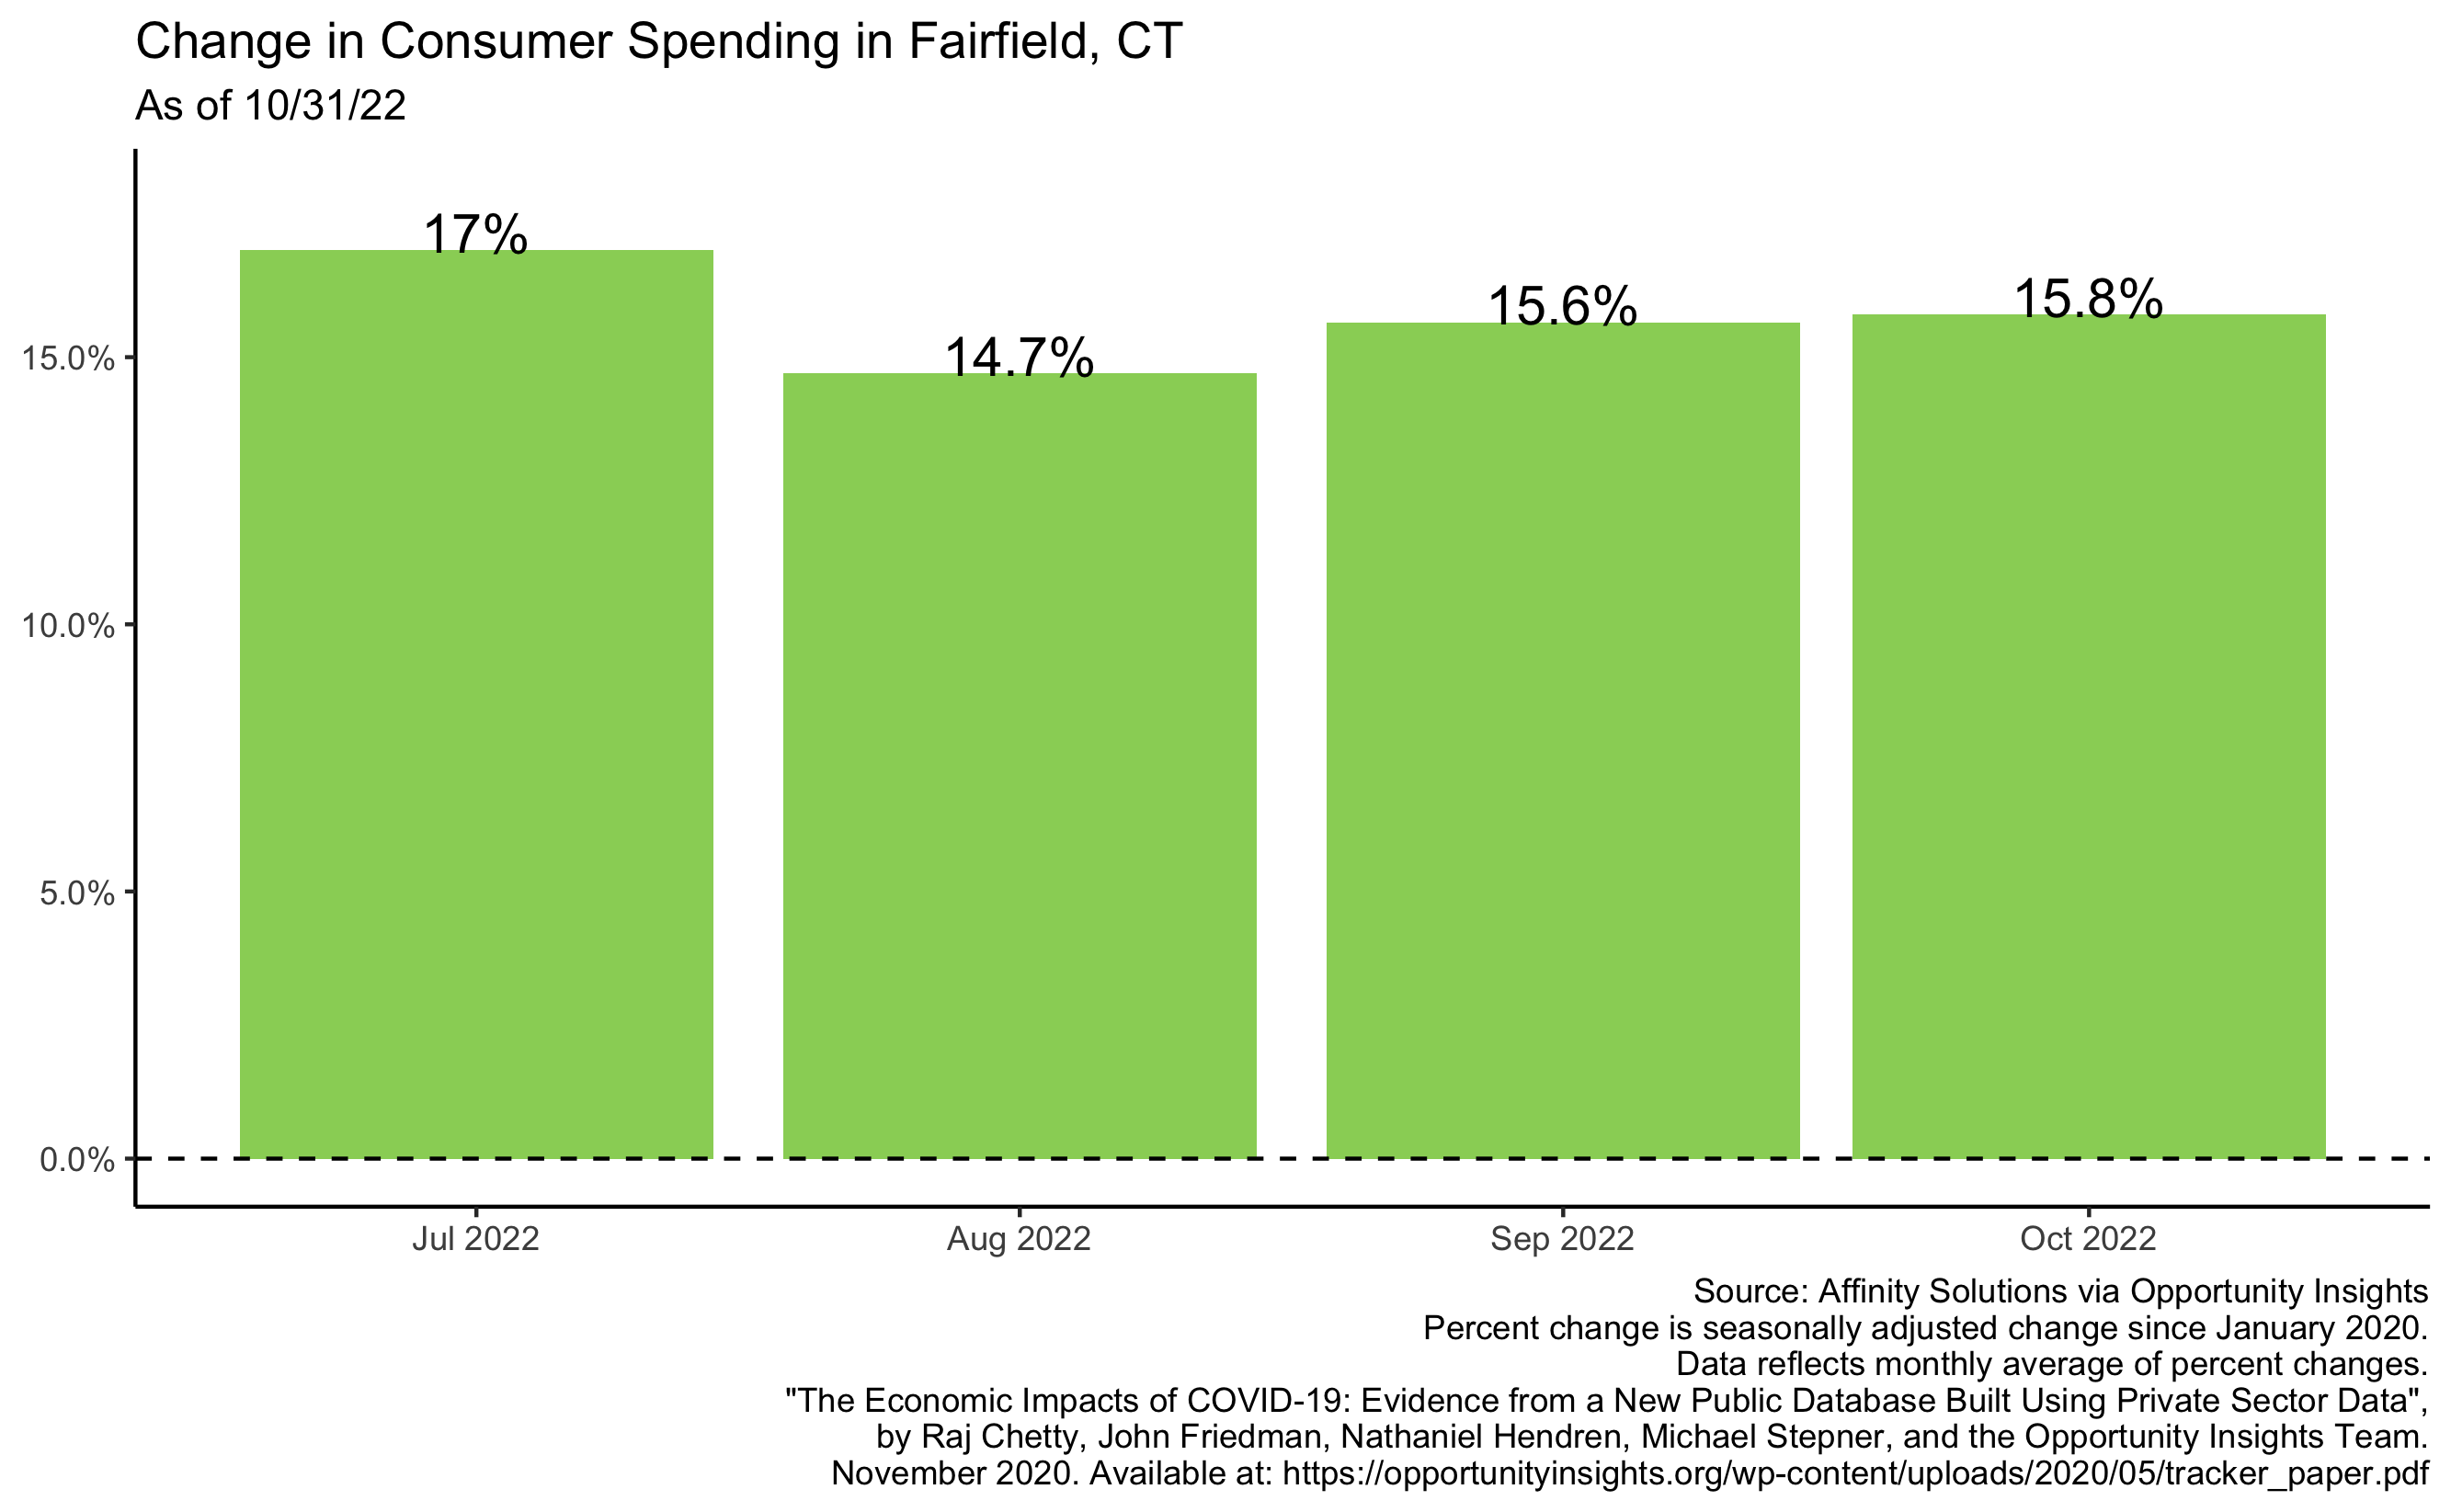 Change in Consumer Spending in Fairfield, CT
As of 10/31/22
17%
14.7%
15.6%
15.8%
15.0%
10.0%
5.0%
0.0%
Jul 2022
Aug 2022
Sep 2022
Oct 2022
Source: Affinity Solutions via Opportunity Insights
Percent change is seasonally adjusted change since January 2020.
Data reflects monthly average of percent changes.
"The Economic Impacts of COVID-19: Evidence from a New Public Database Built Using Private Sector Data",
by Raj Chetty, John Friedman, Nathaniel Hendren, Michael Stepner, and the Opportunity Insights Team.
November 2020. Available at: https://opportunityinsights.org/wp-content/uploads/2020/05/tracker_paper.pdf